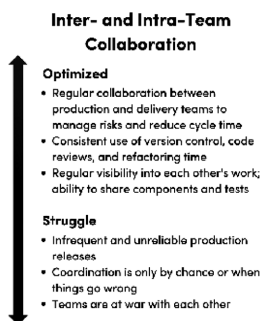 Inter- and Intra-Team
Collaboration
Optimized
• Regular collaboration between
production and delivery teams to
manage risks and reduce cycle time
• Consistent use of version control, code
reviews, and refactoring time
• Regular visibility into each other's work;
ability to share components and tests
Struggle
• Infrequent and unreliable production
releases
• Coordination is only by chance or when
things go wrong
• Teams are at war with each other